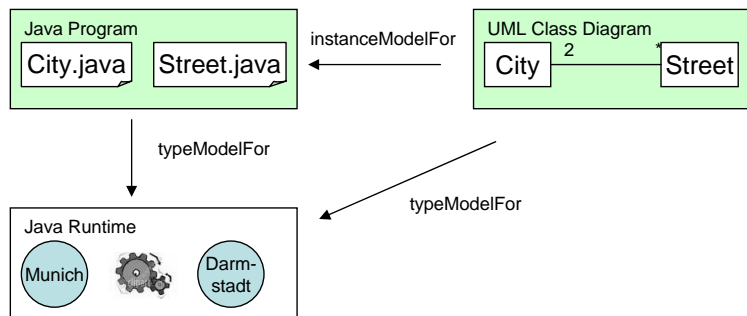 Java Program
City.java
Street.java
instanceModelFor
UML Class Diagram
2
*
City
Street
typeModelFor
typeModelFor
Java Runtime
Munich
Darm-
stadt